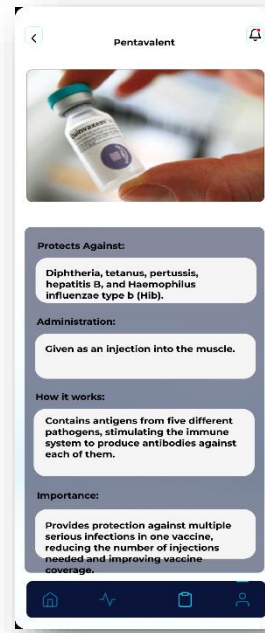 Pentavalent
quinvaxem
Protects Against:
Diphtheria, tetanus, pertussis,
hepatitis B, and Haemophilus
influenzae type b (Hib).
Administration:
Given as an injection into the muscle.
How it works:
Contains antigens from five different
pathogens, stimulating the immune
system to produce antibodies against
each of them.
Importance:
Provides protection against multiple
serious infections in one vaccine,
reducing the number of injections
needed and improving vaccine
coverage.